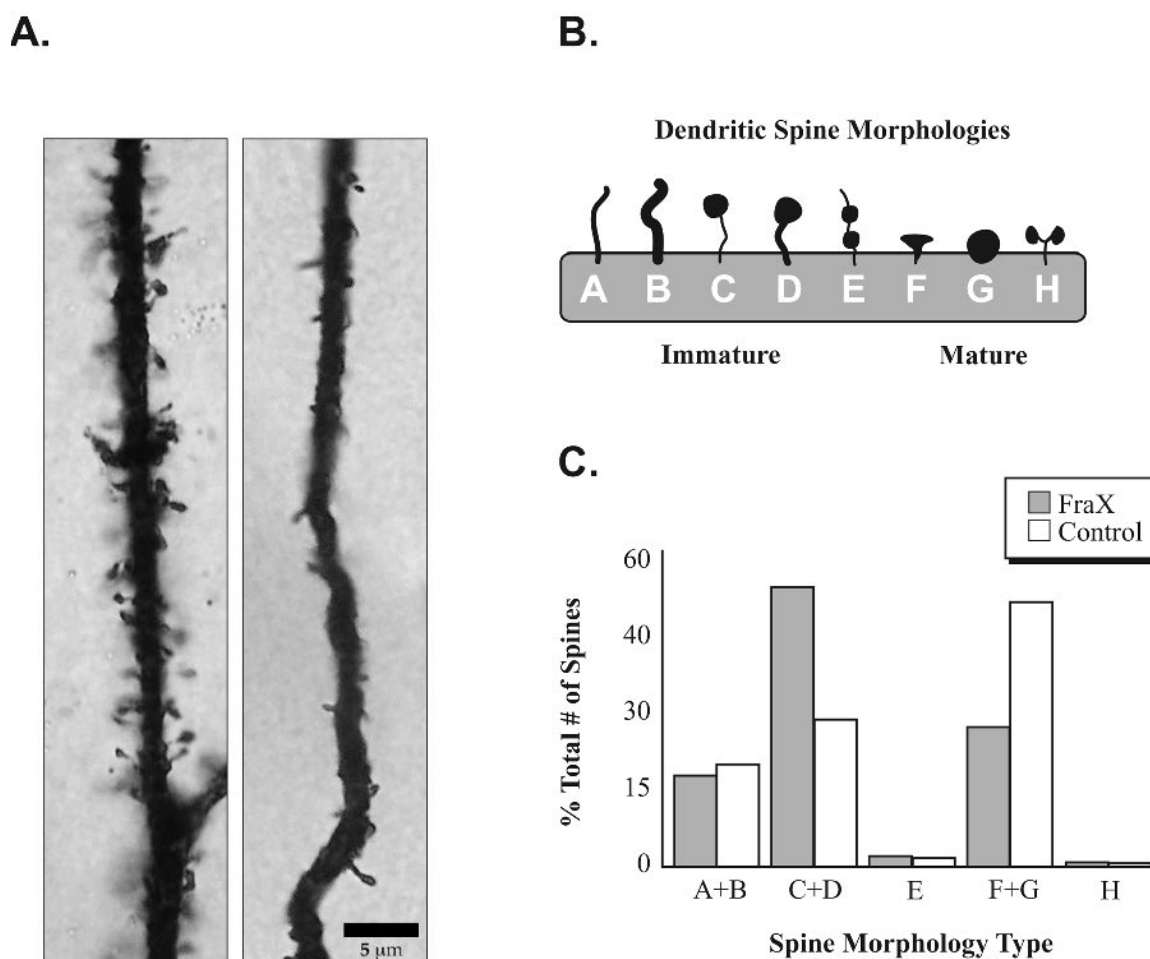 A.
B.
Dendritic Spine Morphologies
A B C D E F G H
Immature Mature
5 μm
C.
FraX
Control
% Total # of Spines
60
40
30
15
0
A+B C+D E F+G H
Spine Morphology Type